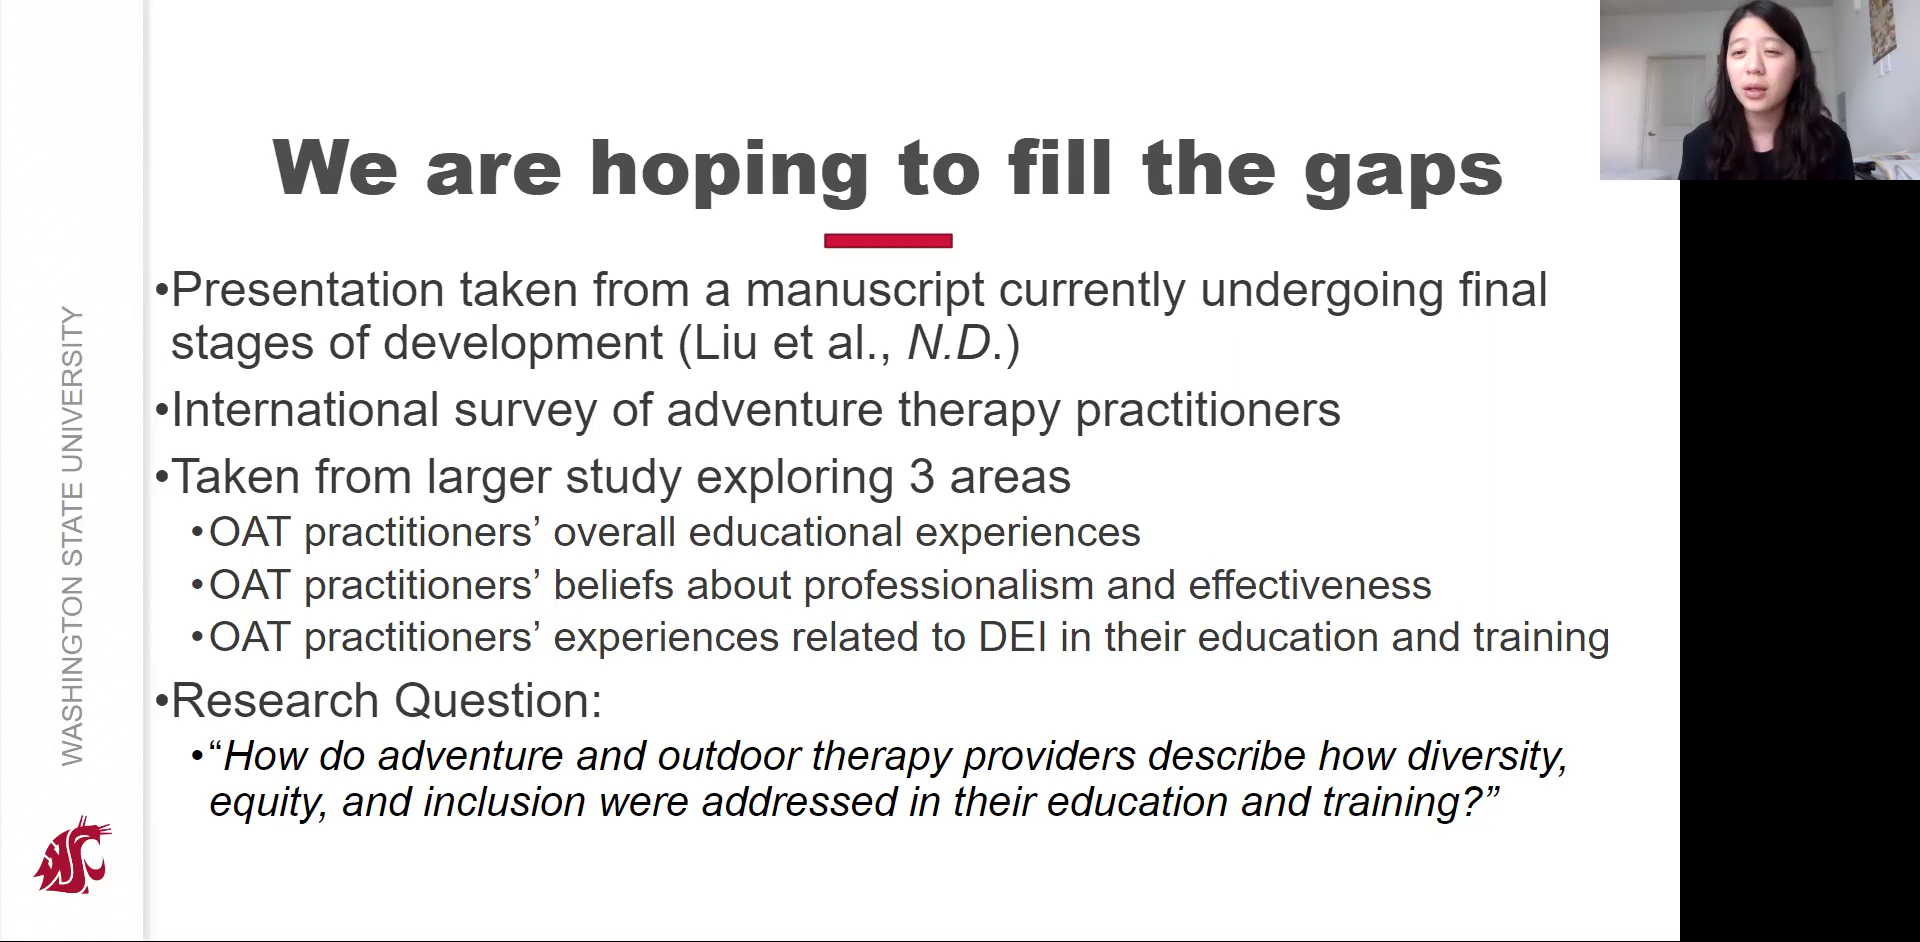 We are hoping to fill the gaps
•Presentation taken from a manuscript currently undergoing final
stages of development (Liu et al., N.D.)
•International survey of adventure therapy practitioners
•Taken from larger study exploring 3 areas
•OAT practitioners’ overall educational experiences
•OAT practitioners’ beliefs about professionalism and effectiveness
•OAT practitioners’ experiences related to DEI in their education and training
•Research Question:
•“How do adventure and outdoor therapy providers describe how diversity,
equity, and inclusion were addressed in their education and training?”
WASHINGTON STATE UNIVERSITY
WSC